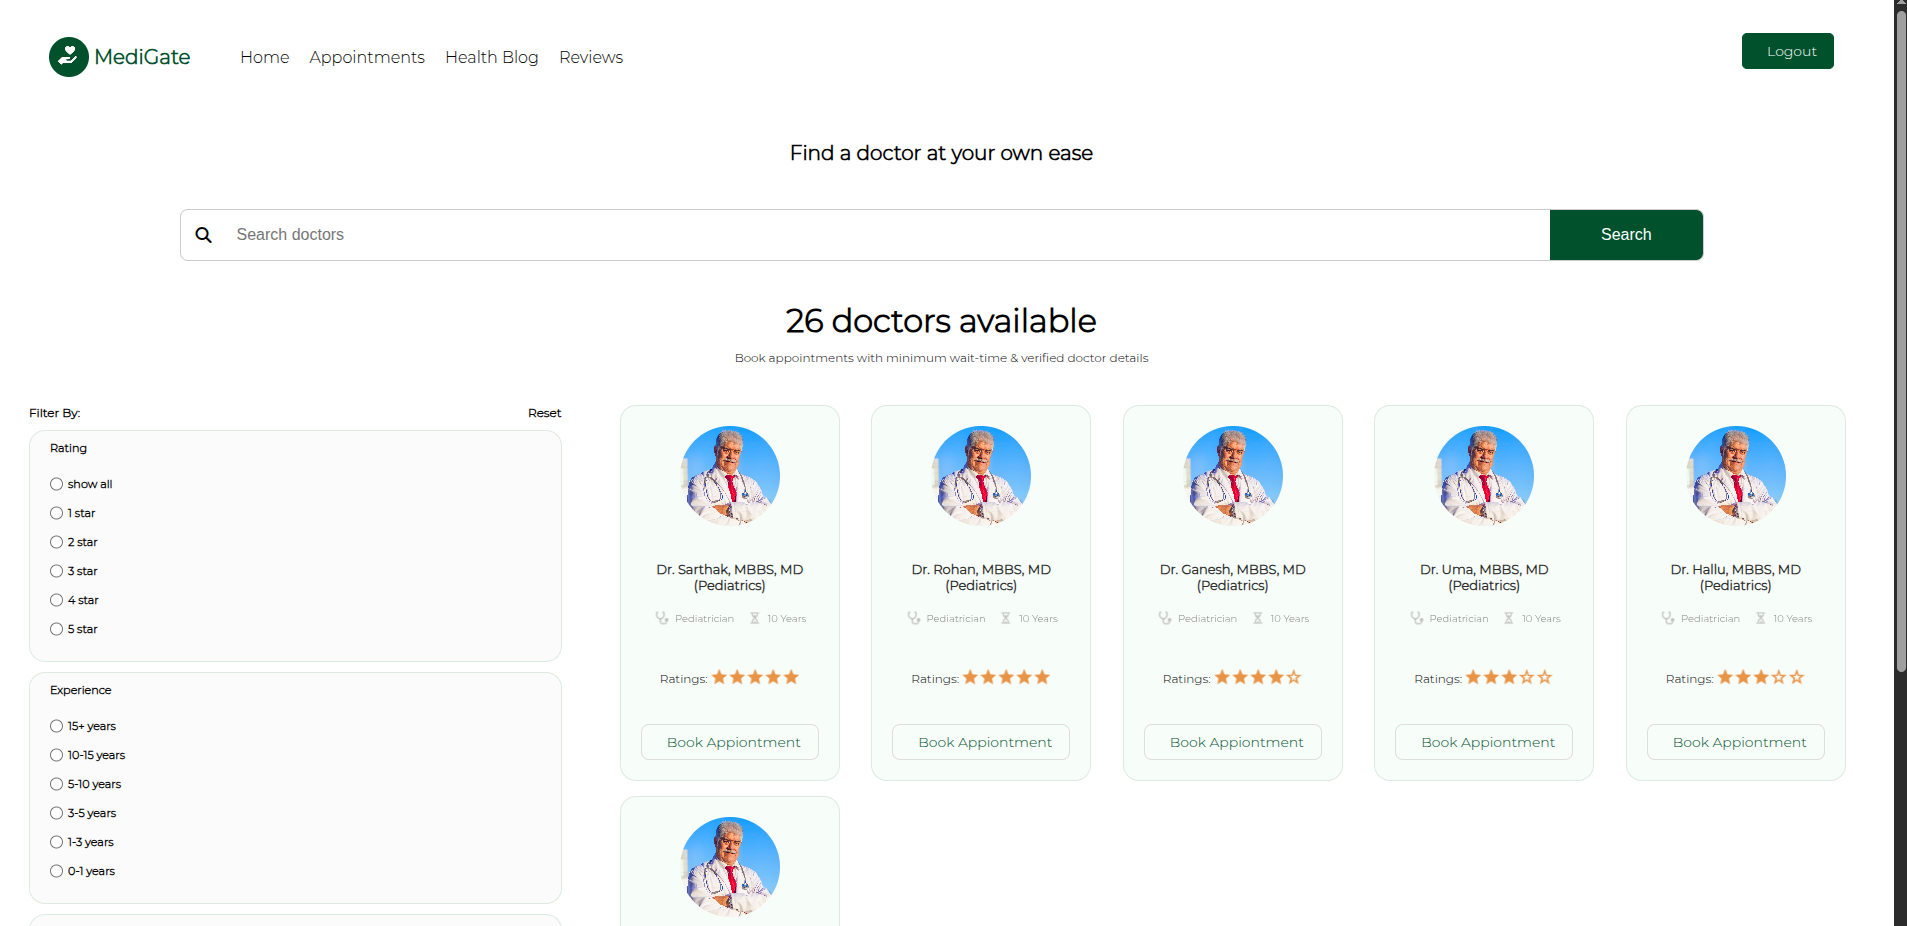 MediGate
Home Appointments Health Blog Reviews
Logout
Find a doctor at your own ease
Search doctors
Search
26 doctors available
Book appointments with minimum wait-time & verified doctor details
Filter By:
Reset
Rating
show all
1 star
2 star
3 star
4 star
5 star
Experience
15+ years
10-15 years
5-10 years
3-5 years
1-3 years
0-1 years
Dr. Sarthak, MBBS, MD
(Pediatrics)
Pediatrician 10 Years
Ratings:
Book Appiontment
Dr. Rohan, MBBS, MD
(Pediatrics)
Pediatrician 10 Years
Ratings:
Book Appiontment
Dr. Ganesh, MBBS, MD
(Pediatrics)
Pediatrician 10 Years
Ratings:
Book Appiontment
Dr. Uma, MBBS, MD
(Pediatrics)
Pediatrician 10 Years
Ratings:
Book Appiontment
Dr. Hallu, MBBS, MD
(Pediatrics)
Pediatrician 10 Years
Ratings:
Book Appiontment